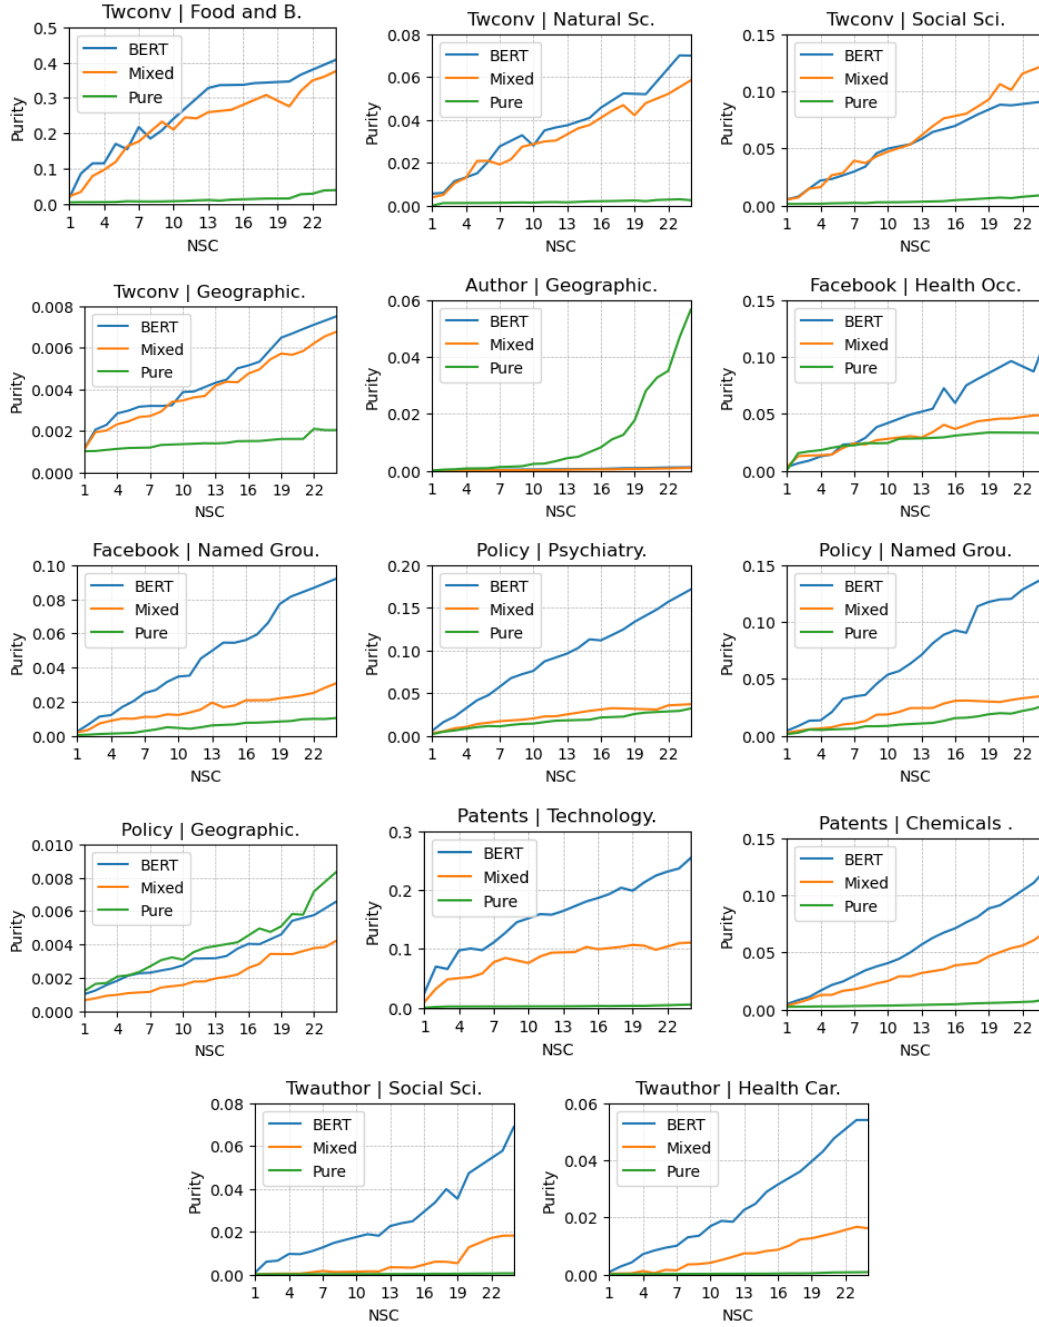 Twconv | Food and B.
Purity
0.5
0.4
0.3
0.2
0.1
0.0
BERT
Mixed
Pure
1 4 7 10 13 16 19 22
NSC
Twconv | Natural Sc.
Purity
0.08
0.06
0.04
0.02
0.00
BERT
Mixed
Pure
1 4 7 10 13 16 19 22
NSC
Twconv | Social Sci.
Purity
0.15
0.10
0.05
0.00
BERT
Mixed
Pure
1 4 7 10 13 16 19 22
NSC
Twconv | Geographic.
Purity
0.008
0.006
0.004
0.002
0.000
BERT
Mixed
Pure
1 4 7 10 13 16 19 22
NSC
Author | Geographic.
Purity
0.06
0.04
0.02
0.00
BERT
Mixed
Pure
1 4 7 10 13 16 19 22
NSC
Facebook | Health Occ.
Purity
0.15
0.10
0.05
0.00
BERT
Mixed
Pure
1 4 7 10 13 16 19 22
NSC
Facebook | Named Grou.
Purity
0.10
0.08
0.06
0.04
0.02
0.00
BERT
Mixed
Pure
1 4 7 10 13 16 19 22
NSC
Policy | Psychiatry.
Purity
0.20
0.15
0.10
0.05
0.00
BERT
Mixed
Pure
1 4 7 10 13 16 19 22
NSC
Policy | Named Grou.
Purity
0.15
0.10
0.05
0.00
BERT
Mixed
Pure
1 4 7 10 13 16 19 22
NSC
Policy | Geographic.
Purity
0.010
0.008
0.006
0.004
0.002
0.000
BERT
Mixed
Pure
1 4 7 10 13 16 19 22
NSC
Patents | Technology.
Purity
0.3
0.2
0.1
0.0
BERT
Mixed
Pure
1 4 7 10 13 16 19 22
NSC
Patents | Chemicals .
Purity
0.15
0.10
0.05
0.00
BERT
Mixed
Pure
1 4 7 10 13 16 19 22
NSC
Twauthor | Social Sci.
Purity
0.08
0.06
0.04
0.02
0.00
BERT
Mixed
Pure
1 4 7 10 13 16 19 22
NSC
Twauthor | Health Car.
Purity
0.06
0.04
0.02
0.00
BERT
Mixed
Pure
1 4 7 10 13 16 19 22
NSC